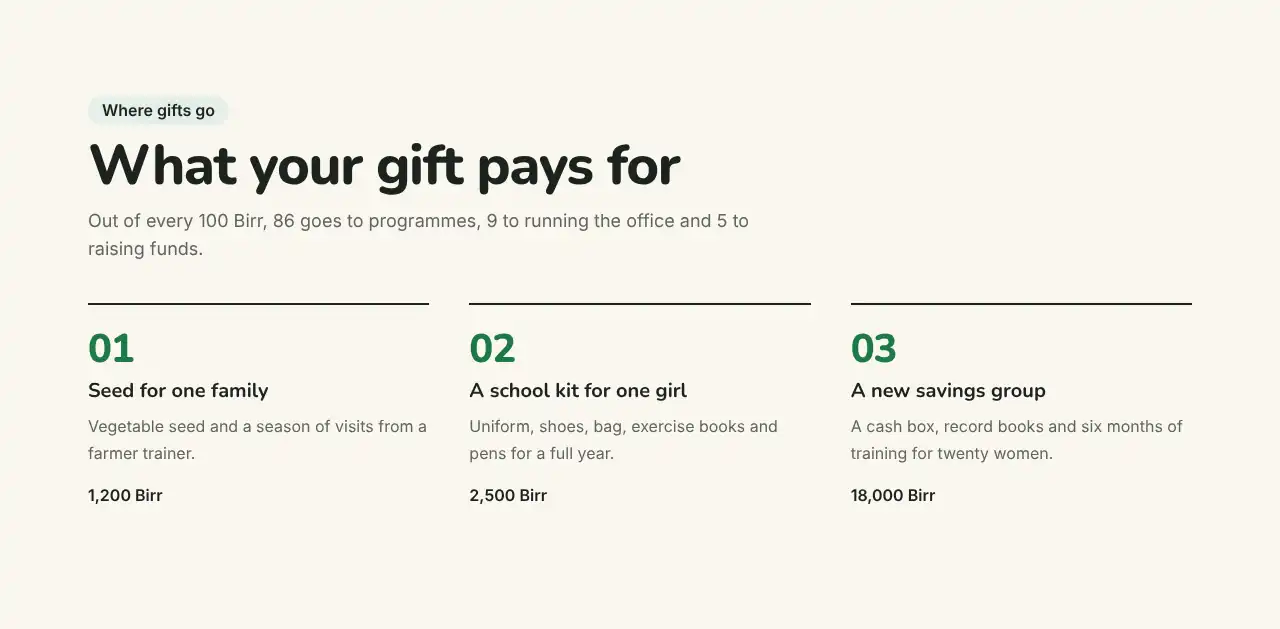 Where gifts go
What your gift pays for
Out of every 100 Birr, 86 goes to programmes, 9 to running the office and 5 to
raising funds.
01
Seed for one family
Vegetable seed and a season of visits from a
farmer trainer.
1,200 Birr
02
A school kit for one girl
Uniform, shoes, bag, exercise books and
pens for a full year.
2,500 Birr
03
A new savings group
A cash box, record books and six months of
training for twenty women.
18,000 Birr